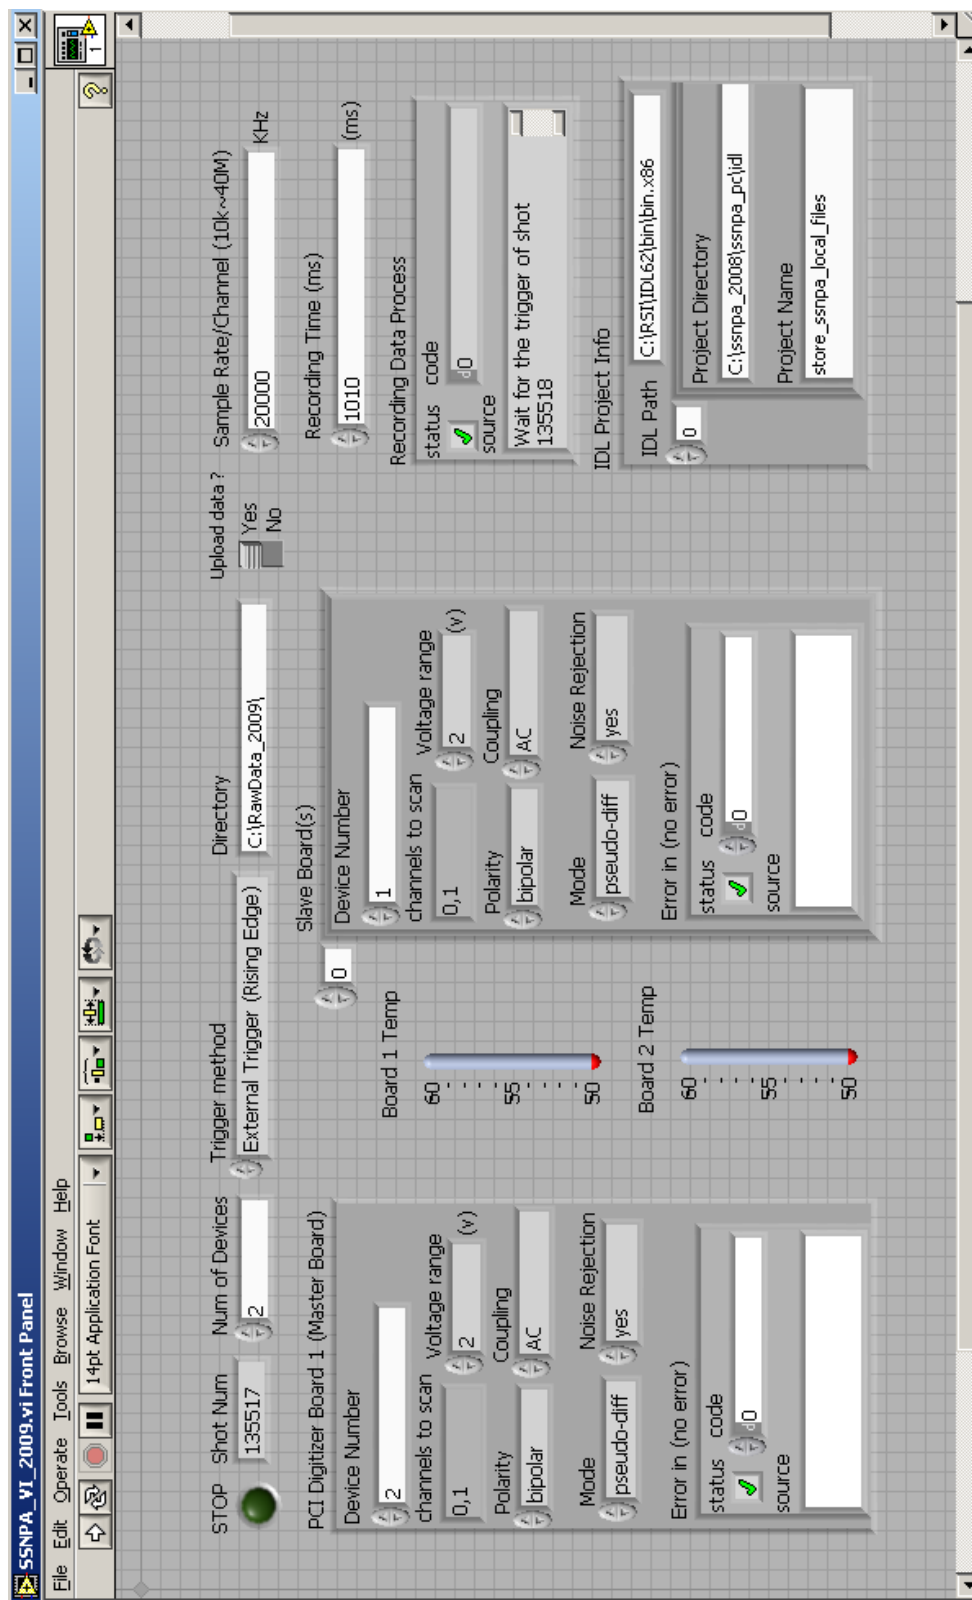 SSNPA_VI_2009.vi Front Panel
File Edit Operate Tools Browse Window Help
14pt Application Font
1
STOP
Shot Num
135517
Num of Devices
2
Trigger method
External Trigger (Rising Edge)
Directory
C:\RawData_2009\
Upload data ?
Yes
No
Sample Rate/Channel (10k~40M)
20000
KHz
Recording Time (ms)
1010
(ms)
PCI Digitizer Board 1 (Master Board)
Device Number
2
channels to scan
0,1
Voltage range
2
(v)
Polarity
bipolar
Coupling
AC
Mode
pseudo-diff
Noise Rejection
yes
Error in (no error)
status
code
d0
source
Board 1 Temp
60
55
50
Board 2 Temp
60
55
50
0
Slave Board(s)
Device Number
1
channels to scan
0,1
Voltage range
2
(v)
Polarity
bipolar
Coupling
AC
Mode
pseudo-diff
Noise Rejection
yes
Error in (no error)
status
code
d0
source
Recording Data Process
status
code
d0
source
Wait for the trigger of shot
135518
IDL Project Info
IDL Path
C:\RSI\IDL62\bin\bin.x86
0
Project Directory
C:\ssnpa_2008\ssnpa_pc\idl
Project Name
store_ssnpa_local_files